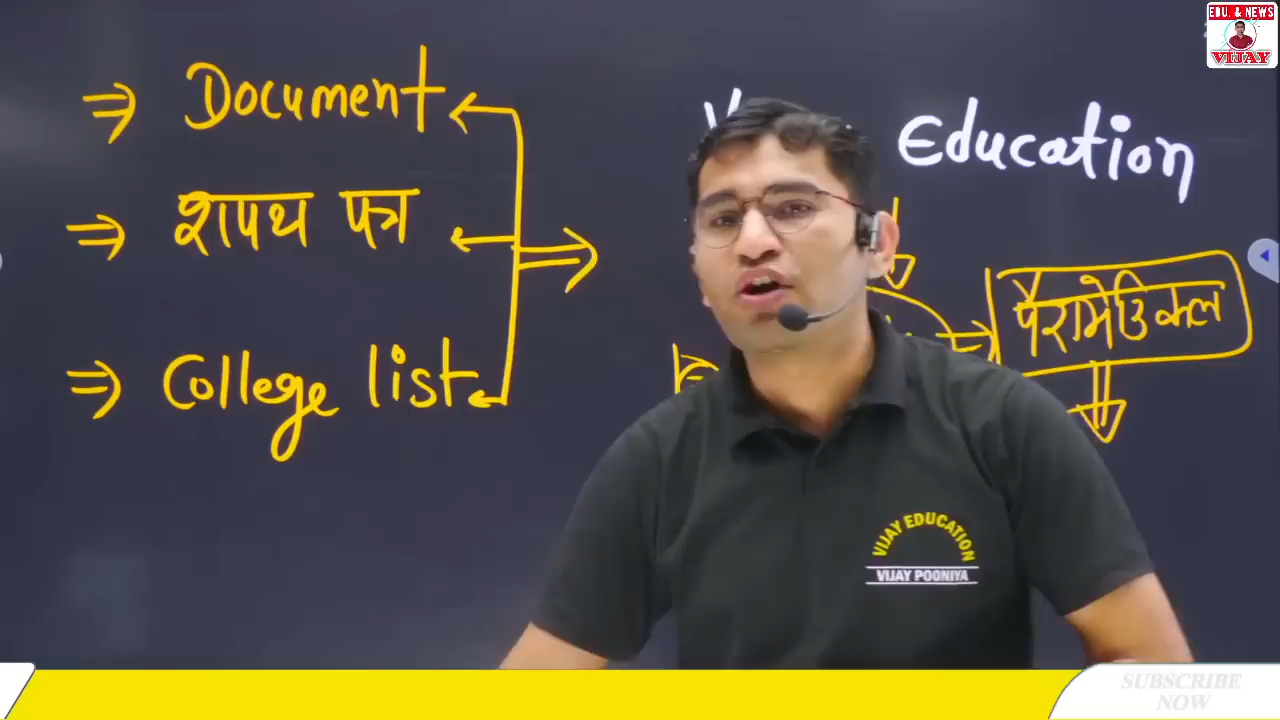 ⇒ Document
⇒ शपथ पत्र
⇒ College list
Education
पैरामेडिकल
VIJAY EDUCATION
VIJAY POONIYA
EDU. & NEWS
VIJAY
SUBSCRIBE
NOW